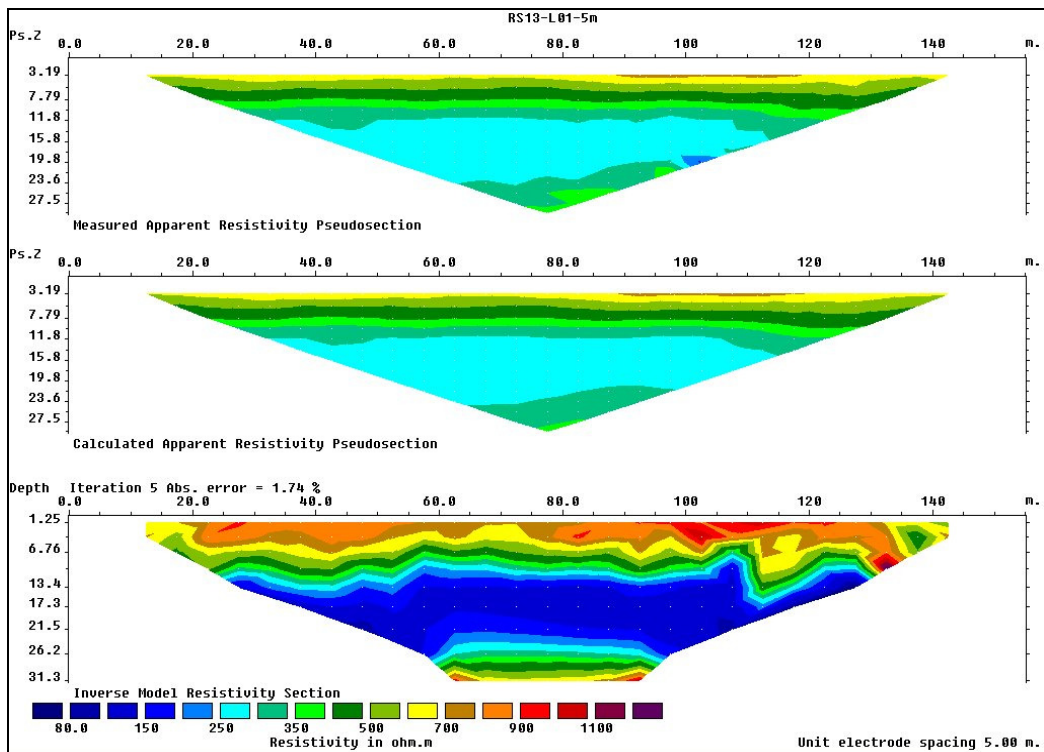 RS13-L01-5m
Ps.Z 0.0 20.0 40.0 60.0 80.0 100 120 140 m.
3.19
7.79
11.8
15.8
19.8
23.6
27.5
Measured Apparent Resistivity Pseudosection
Ps.Z 0.0 20.0 40.0 60.0 80.0 100 120 140 m.
3.19
7.79
11.8
15.8
19.8
23.6
27.5
Calculated Apparent Resistivity Pseudosection
Depth Iteration 5 Abs. error = 1.74 %
0.0 20.0 40.0 60.0 80.0 100 120 140 m.
1.25
6.76
13.4
17.3
21.5
26.2
31.3
Inverse Model Resistivity Section
80.0 150 250 350 500 700 900 1100
Resistivity in ohm.m Unit electrode spacing 5.00 m.